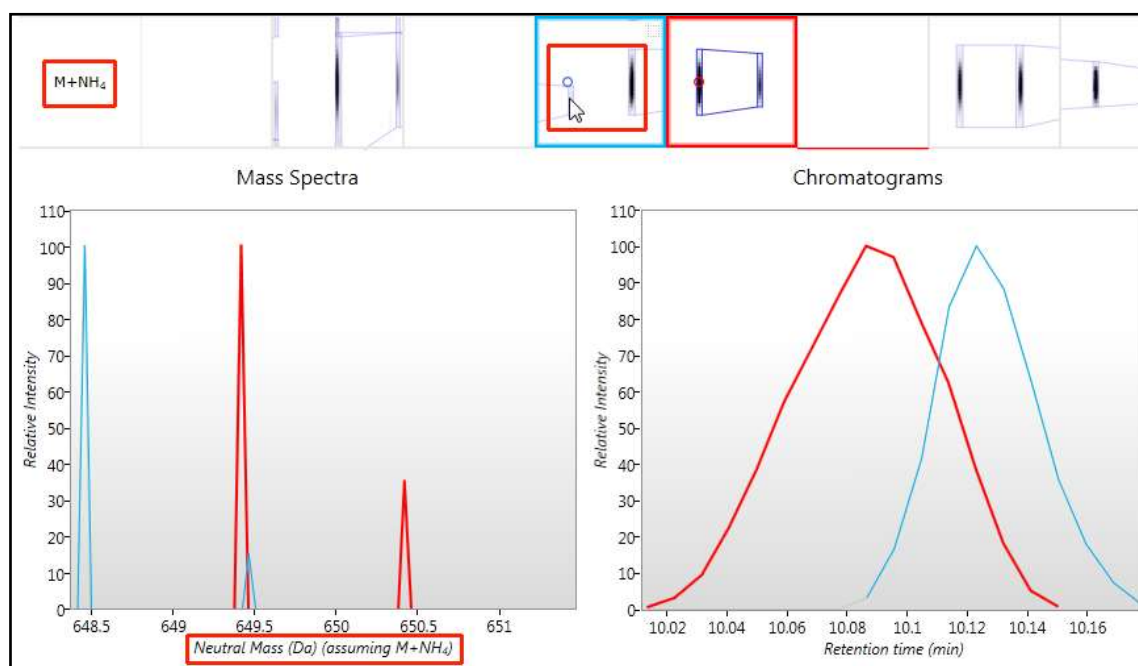 M+NH₄
Mass Spectra
Chromatograms
110
100
90
80
70
60
50
40
30
20
10
0
Relative Intensity
648.5 649 649.5 650 650.5 651
Neutral Mass (Da) (assuming M+NH₄)
110
100
90
80
70
60
50
40
30
20
10
0
Relative Intensity
10.02 10.04 10.06 10.08 10.1 10.12 10.14 10.16
Retention time (min)